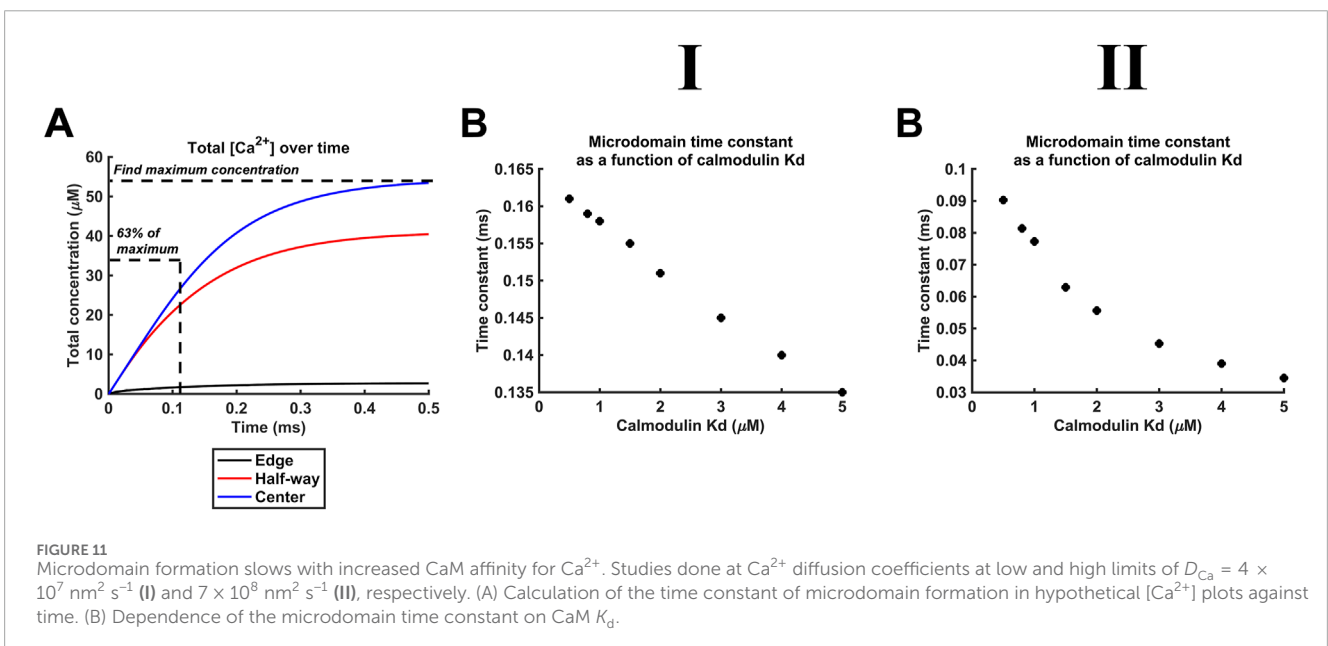 I
II
A
Total [Ca²⁺] over time
Total concentration (μM)
60
50
40
30
20
10
0
Find maximum concentration
63% of
maximum
0
0.1
0.2
0.3
0.4
0.5
Time (ms)
Edge
Half-way
Center
B
Microdomain time constant
as a function of calmodulin Kd
Time constant (ms)
0.165
0.16
0.155
0.15
0.145
0.14
0.135
0
1
2
3
4
5
Calmodulin Kd (μM)
B
Microdomain time constant
as a function of calmodulin Kd
Time constant (ms)
0.1
0.09
0.08
0.07
0.06
0.05
0.04
0.03
0
1
2
3
4
5
Calmodulin Kd (μM)
FIGURE 11
Microdomain formation slows with increased CaM affinity for Ca²⁺. Studies done at Ca²⁺ diffusion coefficients at low and high limits of D_Ca = 4 ×
10⁷ nm² s⁻¹ (I) and 7 × 10⁸ nm² s⁻¹ (II), respectively. (A) Calculation of the time constant of microdomain formation in hypothetical [Ca²⁺] plots against
time. (B) Dependence of the microdomain time constant on CaM K_d.